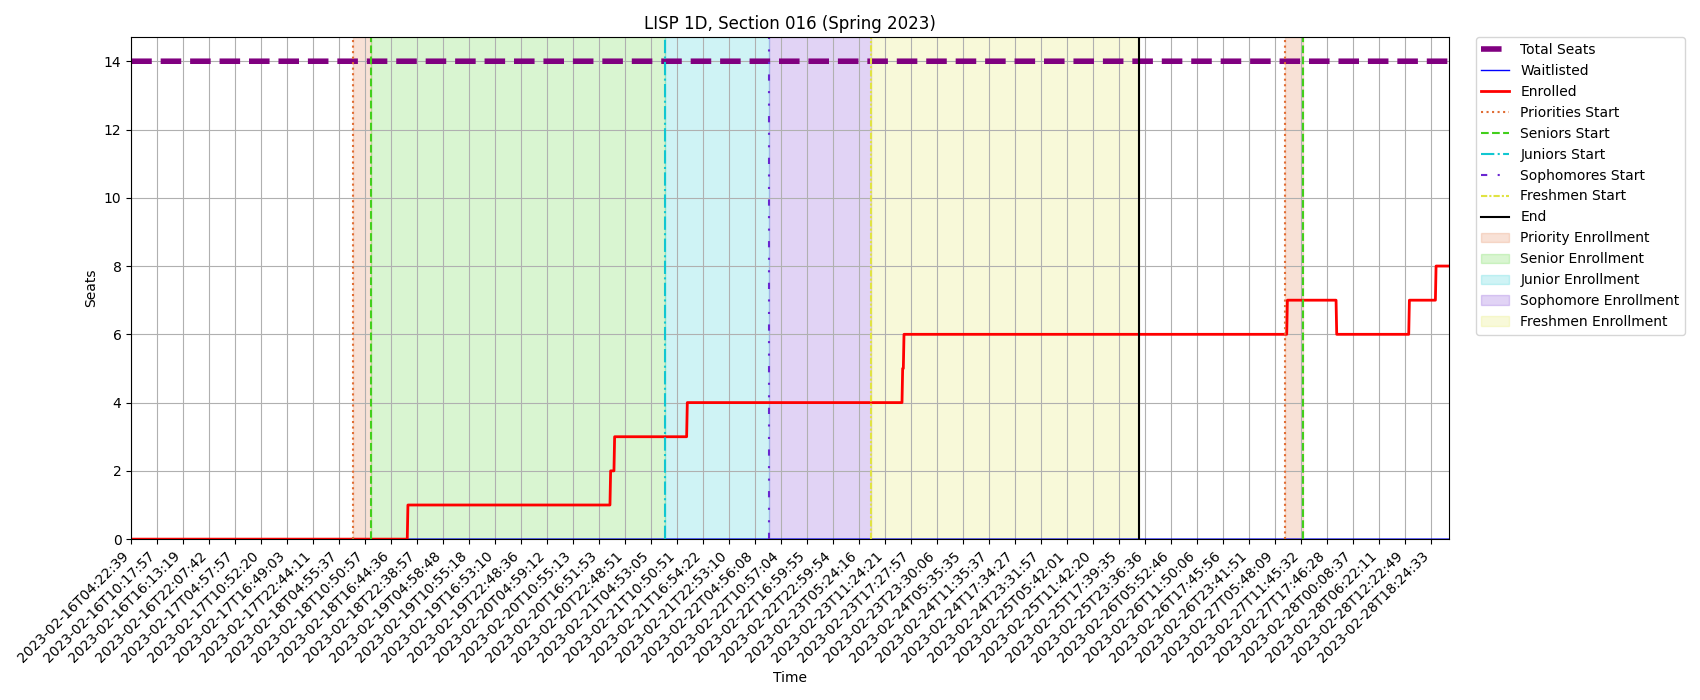 LISP 1D, Section 016 (Spring 2023)
14
12
10
8
6
4
2
0
Seats
2023-02-16T04:22:39
2023-02-16T10:17:57
2023-02-16T16:13:19
2023-02-16T22:07:42
2023-02-17T04:57:57
2023-02-17T10:52:20
2023-02-17T16:49:03
2023-02-17T22:44:11
2023-02-18T04:55:37
2023-02-18T10:50:57
2023-02-18T16:44:36
2023-02-18T22:38:57
2023-02-19T04:58:48
2023-02-19T10:55:18
2023-02-19T16:53:10
2023-02-19T22:48:36
2023-02-20T04:59:12
2023-02-20T10:55:13
2023-02-20T16:51:53
2023-02-20T22:48:51
2023-02-21T04:53:05
2023-02-21T10:50:51
2023-02-21T16:54:22
2023-02-21T22:53:10
2023-02-22T04:56:08
2023-02-22T10:57:04
2023-02-22T16:59:55
2023-02-22T22:59:54
2023-02-23T05:24:16
2023-02-23T11:24:21
2023-02-23T17:27:57
2023-02-23T23:30:06
2023-02-24T05:35:35
2023-02-24T11:35:37
2023-02-24T17:34:27
2023-02-24T23:31:57
2023-02-25T05:42:01
2023-02-25T11:42:20
2023-02-25T17:39:35
2023-02-25T23:36:36
2023-02-26T05:52:46
2023-02-26T11:50:06
2023-02-26T17:45:56
2023-02-26T23:41:51
2023-02-27T05:48:09
2023-02-27T11:45:32
2023-02-27T17:46:28
2023-02-28T00:08:37
2023-02-28T06:22:11
2023-02-28T12:22:49
2023-02-28T18:24:33
Time
Total Seats
Waitlisted
Enrolled
Priorities Start
Seniors Start
Juniors Start
Sophomores Start
Freshmen Start
End
Priority Enrollment
Senior Enrollment
Junior Enrollment
Sophomore Enrollment
Freshmen Enrollment